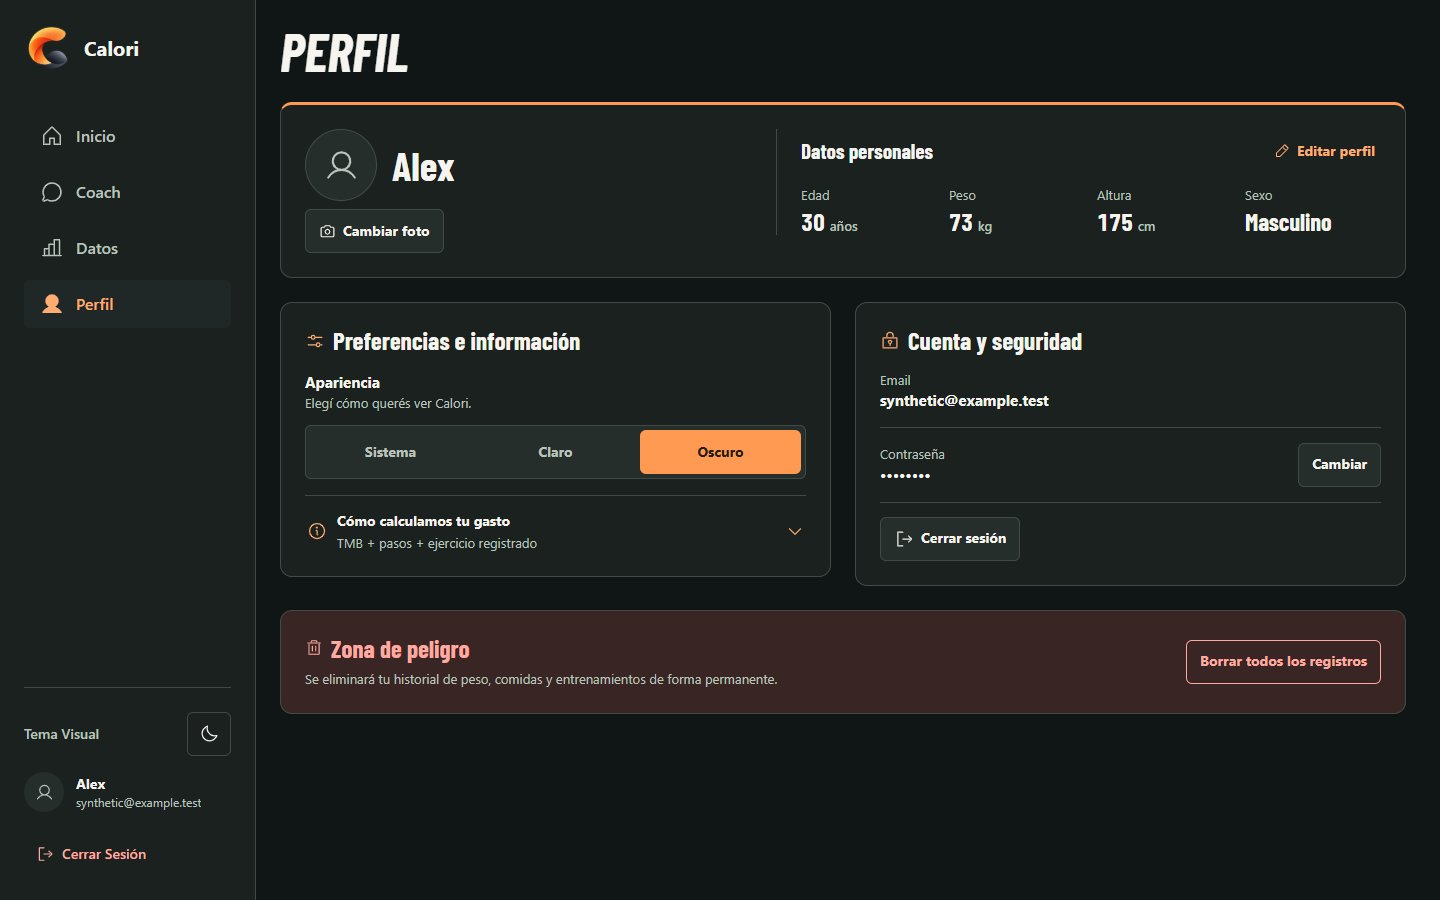 Calori
Inicio
Coach
Datos
Perfil
Tema Visual
Alex
synthetic@example.test
Cerrar Sesión
PERFIL
Alex
Cambiar foto
Datos personales
Editar perfil
Edad
30 años
Peso
73 kg
Altura
175 cm
Sexo
Masculino
Preferencias e información
Apariencia
Elegí cómo querés ver Calori.
Sistema
Claro
Oscuro
Cómo calculamos tu gasto
TMB + pasos + ejercicio registrado
Cuenta y seguridad
Email
synthetic@example.test
Contraseña
••••••••
Cambiar
Cerrar sesión
Zona de peligro
Se eliminará tu historial de peso, comidas y entrenamientos de forma permanente.
Borrar todos los registros